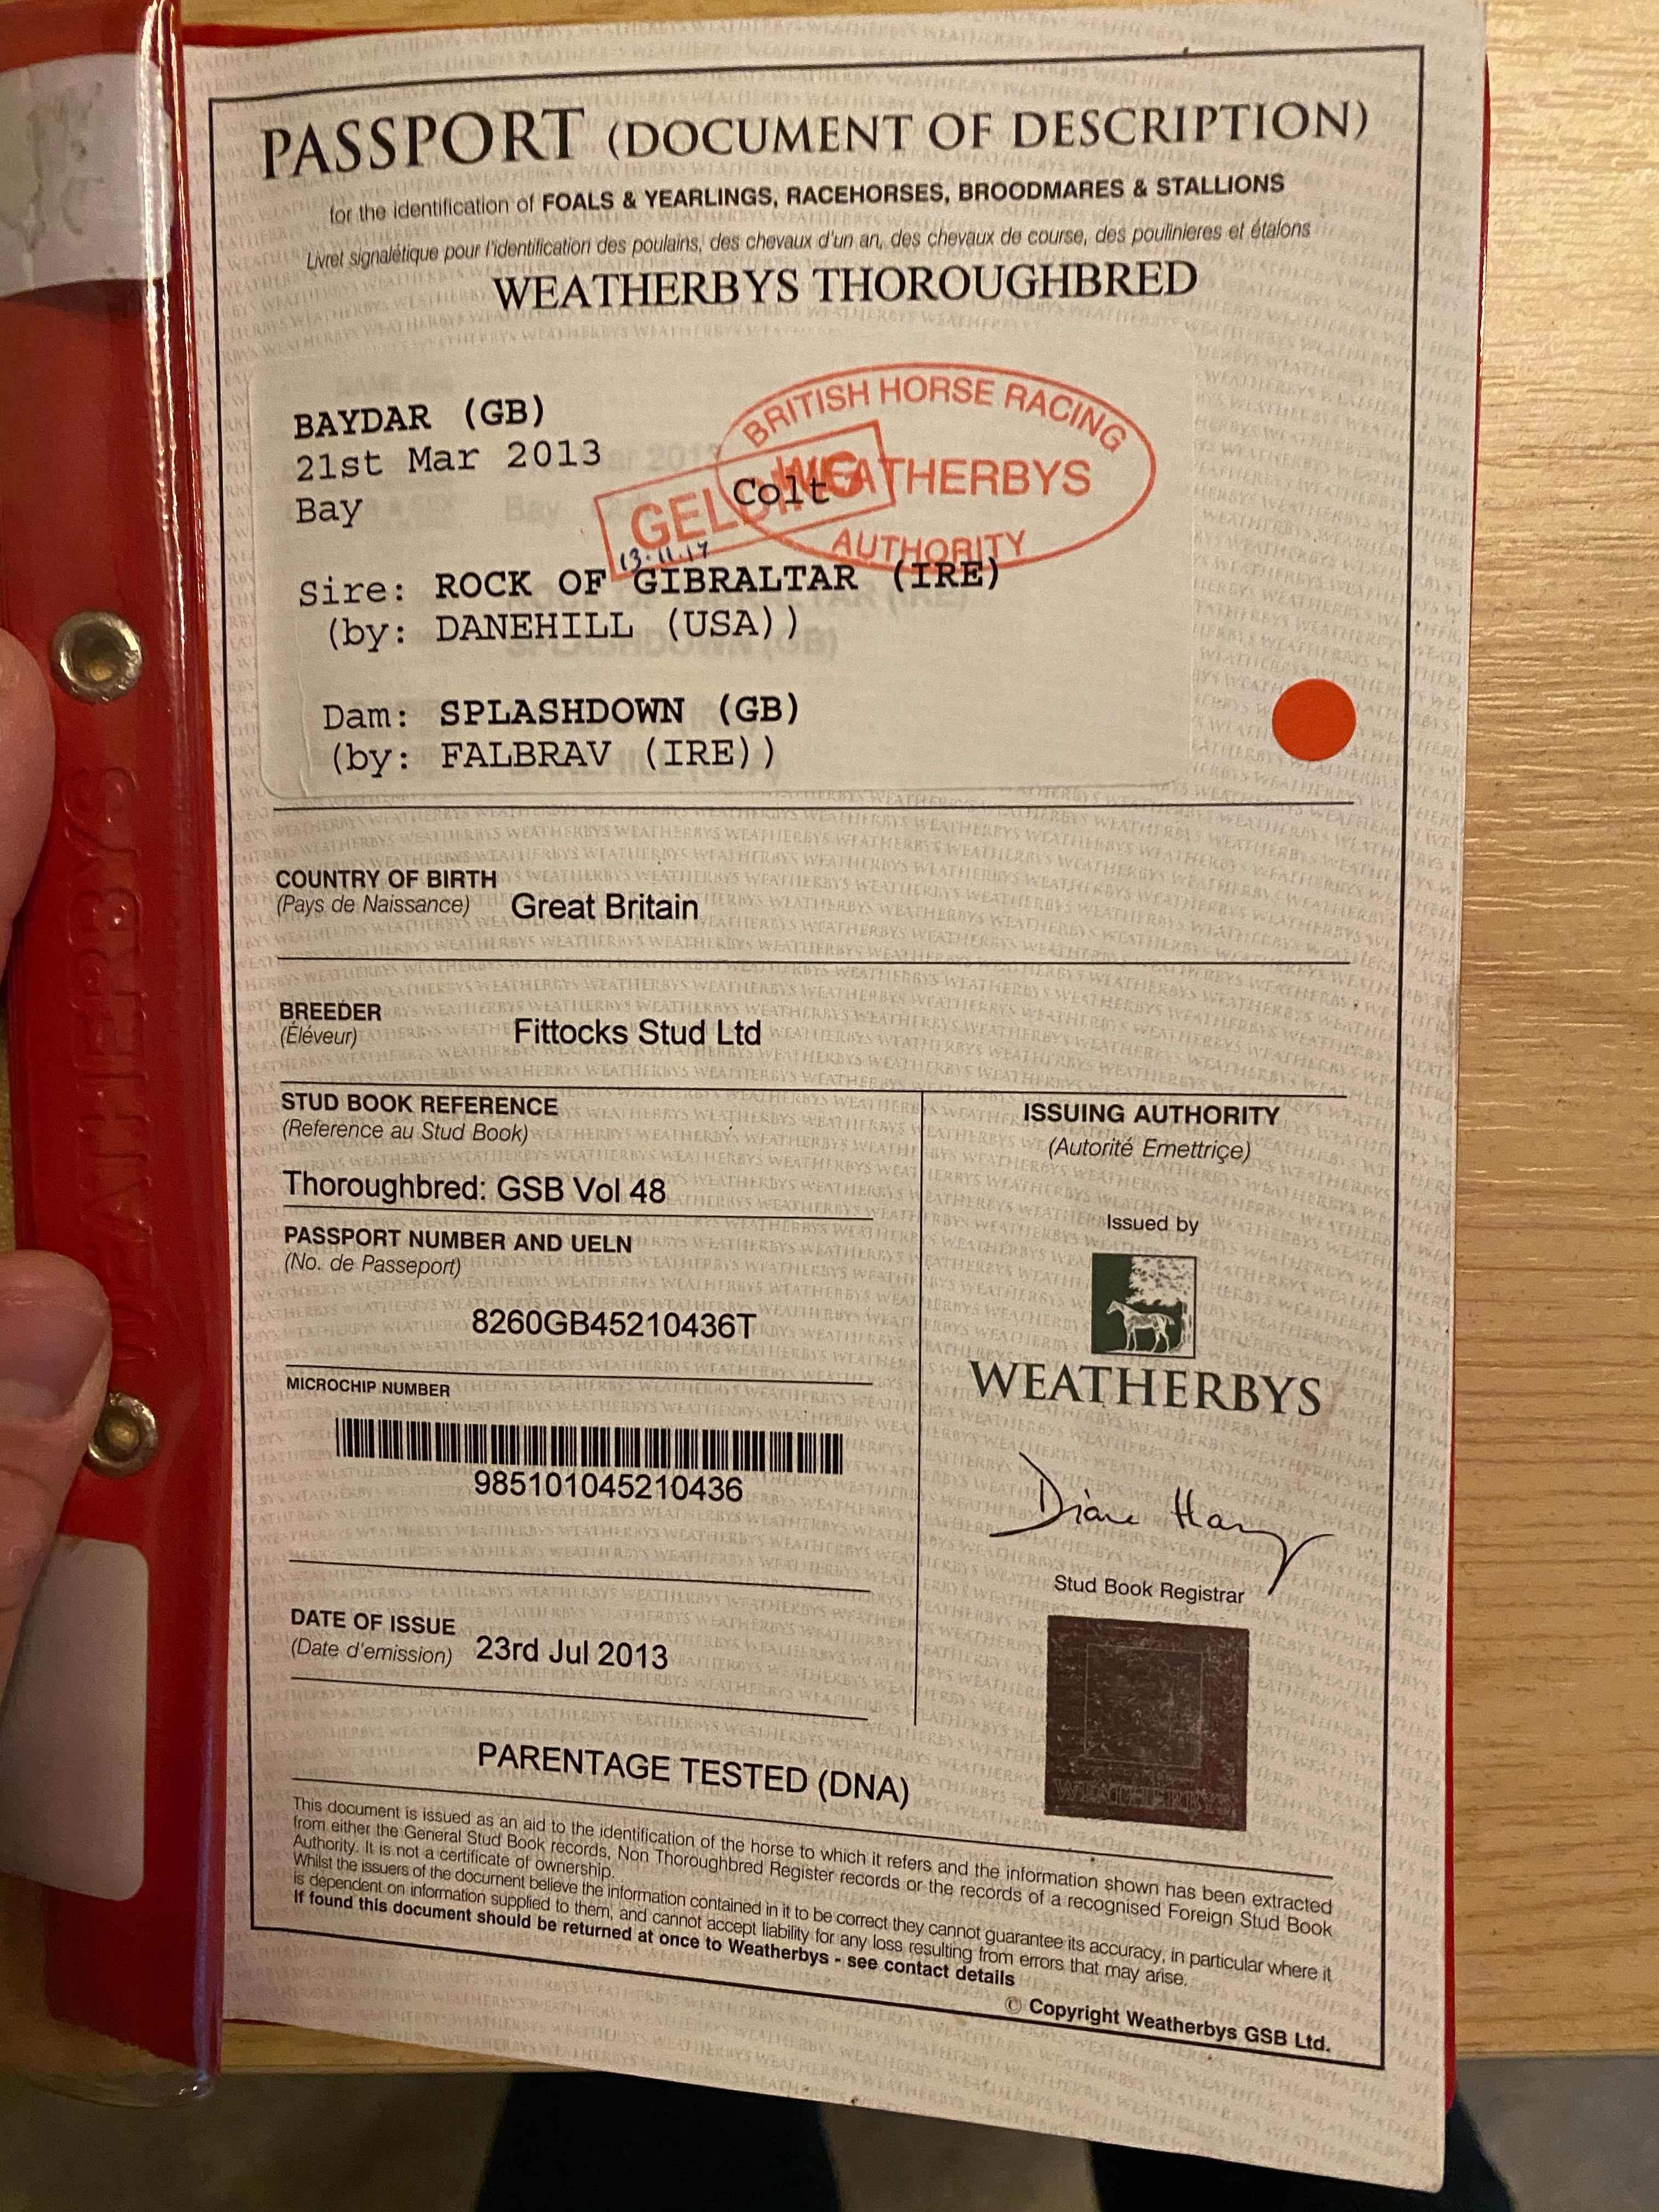 PASSPORT (DOCUMENT OF DESCRIPTION)
for the identification of FOALS & YEARLINGS, RACEHORSES, BROODMARES & STALLIONS
Livret signalétique pour l'identification des poulains, des chevaux d'un an, des chevaux de course, des poulinieres et étalons
WEATHERBYS THOROUGHBRED
BAYDAR (GB)
21st Mar 2013
Bay
Colt
BRITISH HORSE RACING
WEATHERBYS
AUTHORITY
GELDING
13.11.17
Sire: ROCK OF GIBRALTAR (IRE)
(by: DANEHILL (USA))
Dam: SPLASHDOWN (GB)
(by: FALBRAV (IRE))
COUNTRY OF BIRTH
(Pays de Naissance) Great Britain
BREEDER
(Éléveur) Fittocks Stud Ltd
STUD BOOK REFERENCE
(Reference au Stud Book)
Thoroughbred: GSB Vol 48
PASSPORT NUMBER AND UELN
(No. de Passeport)
8260GB45210436T
MICROCHIP NUMBER
985101045210436
DATE OF ISSUE
(Date d'emission) 23rd Jul 2013
ISSUING AUTHORITY
(Autorité Emettriçe)
Issued by
WEATHERBYS
Stud Book Registrar
WEATHERBYS
PARENTAGE TESTED (DNA)
This document is issued as an aid to the identification of the horse to which it refers and the information shown has been extracted
from either the General Stud Book records, Non Thoroughbred Register records or the records of a recognised Foreign Stud Book
Authority. It is not a certificate of ownership.
Whilst the issuers of the document believe the information contained in it to be correct they cannot guarantee its accuracy, in particular where it
is dependent on information supplied to them, and cannot accept liability for any loss resulting from errors that may arise.
If found this document should be returned at once to Weatherbys - see contact details
© Copyright Weatherbys GSB Ltd.
WEATHERBYS